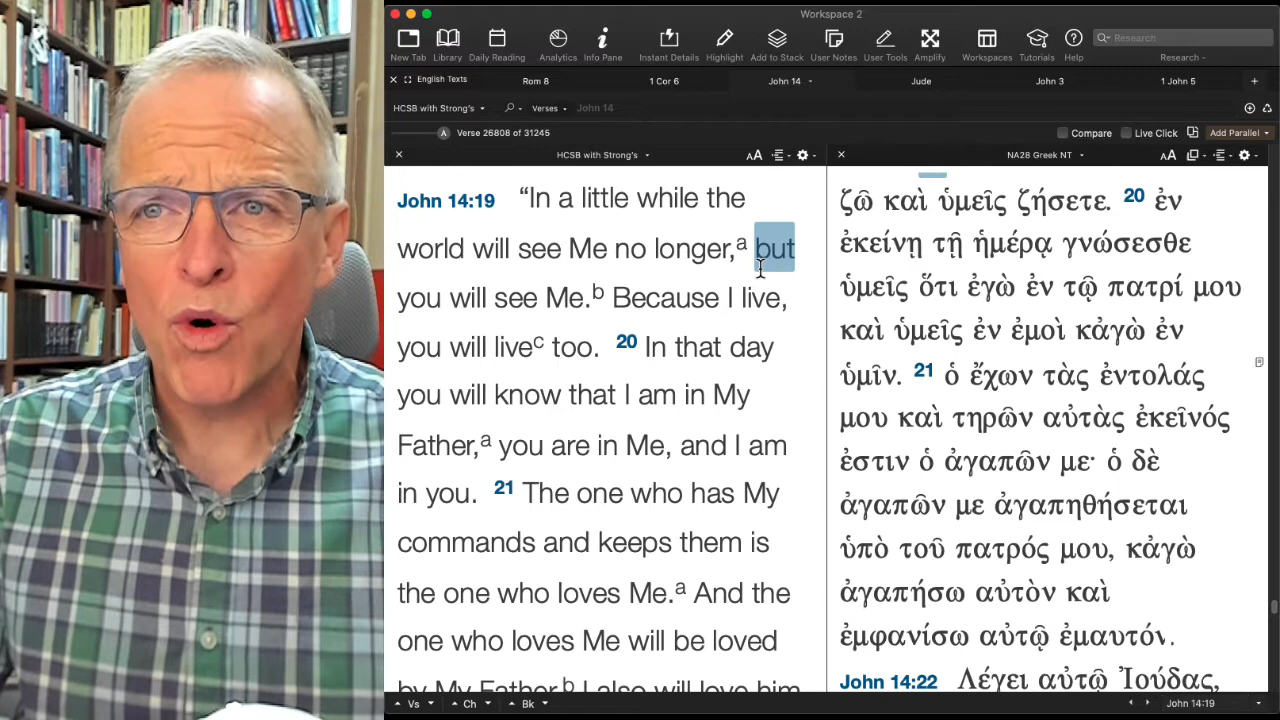 Workspace 2
New Tab Library Daily Reading Analytics Info Pane Instant Details Highlight Add to Stack User Notes User Tools Amplify Workspaces Tutorials Help Research
Research
English Texts Rom 8 1 Cor 6 John 14 Jude John 3 1 John 5
HCSB with Strong's Verses John 14
A Verse 26808 of 31245 Compare Live Click Add Parallel
HCSB with Strong's
John 14:19 “In a little while the
world will see Me no longer,a but
you will see Me.b Because I live,
you will livec too. 20 In that day
you will know that I am in My
Father,a you are in Me, and I am
in you. 21 The one who has My
commands and keeps them is
the one who loves Me.a And the
one who loves Me will be loved
by My Father.b I also will love him
NA28 Greek NT
ζῶ καὶ ὑμεῖς ζήσετε. 20 ἐν
ἐκείνῃ τῇ ἡμέρᾳ γνώσεσθε
ὑμεῖς ὅτι ἐγὼ ἐν τῷ πατρί μου
καὶ ὑμεῖς ἐν ἐμοὶ κἀγὼ ἐν
ὑμῖν. 21 ὁ ἔχων τὰς ἐντολάς
μου καὶ τηρῶν αὐτὰς ἐκεῖνός
ἐστιν ὁ ἀγαπῶν με· ὁ δὲ
ἀγαπῶν με ἀγαπηθήσεται
ὑπὸ τοῦ πατρός μου, κἀγὼ
ἀγαπήσω αὐτὸν καὶ
ἐμφανίσω αὐτῷ ἐμαυτόν.
John 14:22 Λέγει αὐτῷ Ἰούδας,
Vs Ch Bk John 14:19